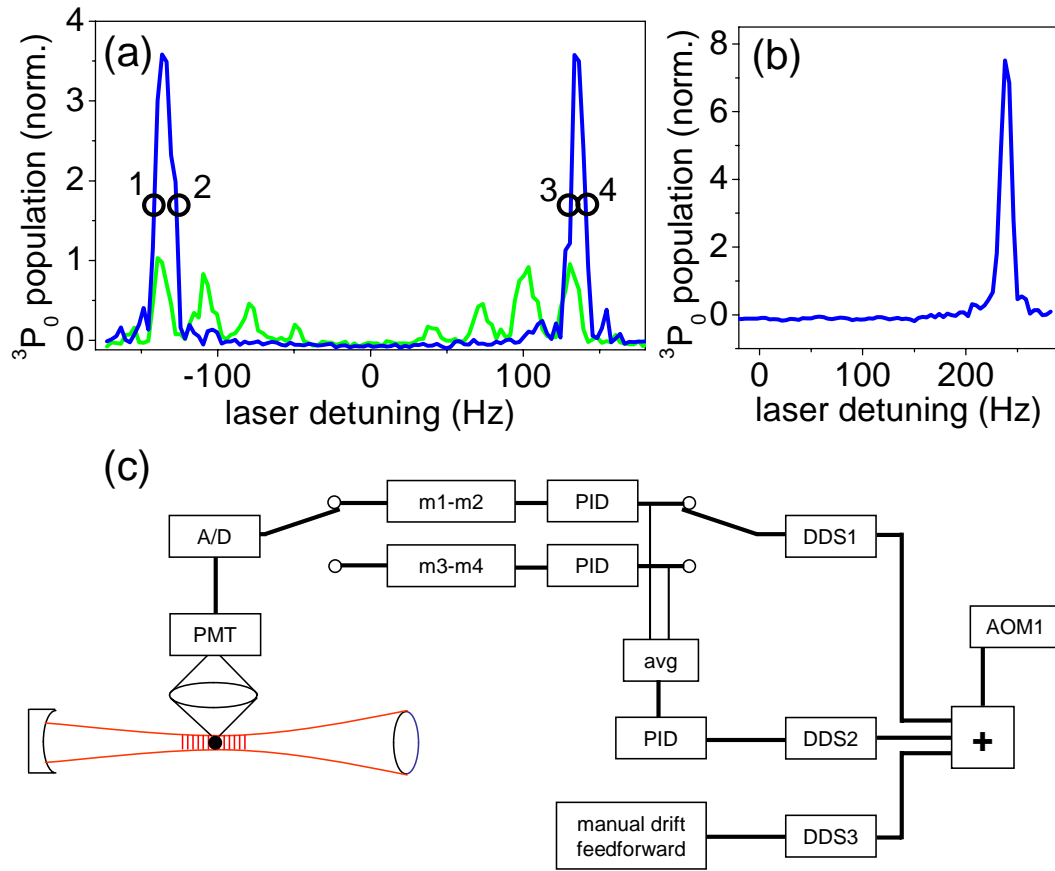 (a)
³P₀ population (norm.)
4
3
2
1
0
1
2
3
4
-100
0
100
laser detuning (Hz)
(b)
³P₀ population (norm.)
8
6
4
2
0
0
100
200
laser detuning (Hz)
(c)
A/D
m1-m2
PID
DDS1
m3-m4
PID
PMT
avg
AOM1
PID
DDS2
+
manual drift
feedforward
DDS3